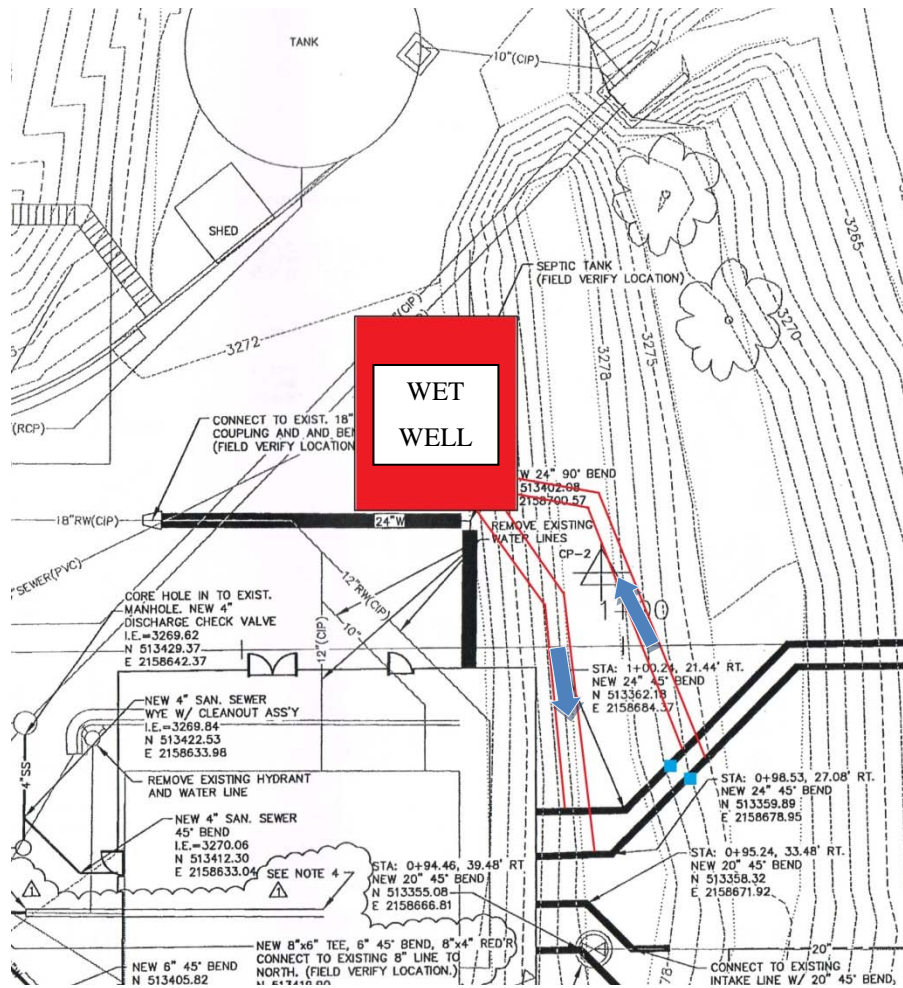 TANK
10"(CIP)
SHED
SEPTIC TANK
(FIELD VERIFY LOCATION)
3265
3270
3272
3278
3275
"(CIP)
(RCP)
WET
WELL
CONNECT TO EXIST. 18"
COUPLING AND AND BEN
(FIELD VERIFY LOCATION
W 24" 90° BEND
513402.08
2158700.57
18"RW(CIP)
24"W
REMOVE EXISTING
WATER LINES
CP-2
SEWER(PVC)
12"RW(CIP)
12"(CIP)
10"
1+00
CORE HOLE IN TO EXIST.
MANHOLE. NEW 4"
DISCHARGE CHECK VALVE
I.E.=3269.62
N 513429.37
E 2158642.37
STA: 1+00.24, 21.44' RT.
NEW 24" 45° BEND
N 513362.18
E 2158684.37
NEW 4" SAN. SEWER
WYE W/ CLEANOUT ASS'Y
I.E.=3269.84
N 513422.53
E 2158633.98
4"SS
REMOVE EXISTING HYDRANT
AND WATER LINE
STA: 0+98.53, 27.08' RT.
NEW 24" 45° BEND
N 513359.89
E 2158678.95
NEW 4" SAN. SEWER
45° BEND
I.E.=3270.06
N 513412.30
E 2158633.04
SEE NOTE 4
1
1
STA: 0+94.46, 39.48' RT
NEW 20" 45° BEND
N 513355.08
E 2158666.81
STA: 0+95.24, 33.48' RT.
NEW 20" 45° BEND
N 513358.32
E 2158671.92
NEW 8"x6" TEE, 6" 45° BEND, 8"x4" RED'R
CONNECT TO EXISTING 8" LINE TO
NORTH. (FIELD VERIFY LOCATION.)
N 513419.90
NEW 6" 45° BEND
N 513405.82
20"
3278
CONNECT TO EXISTING
INTAKE LINE W/ 20" 45° BEND,